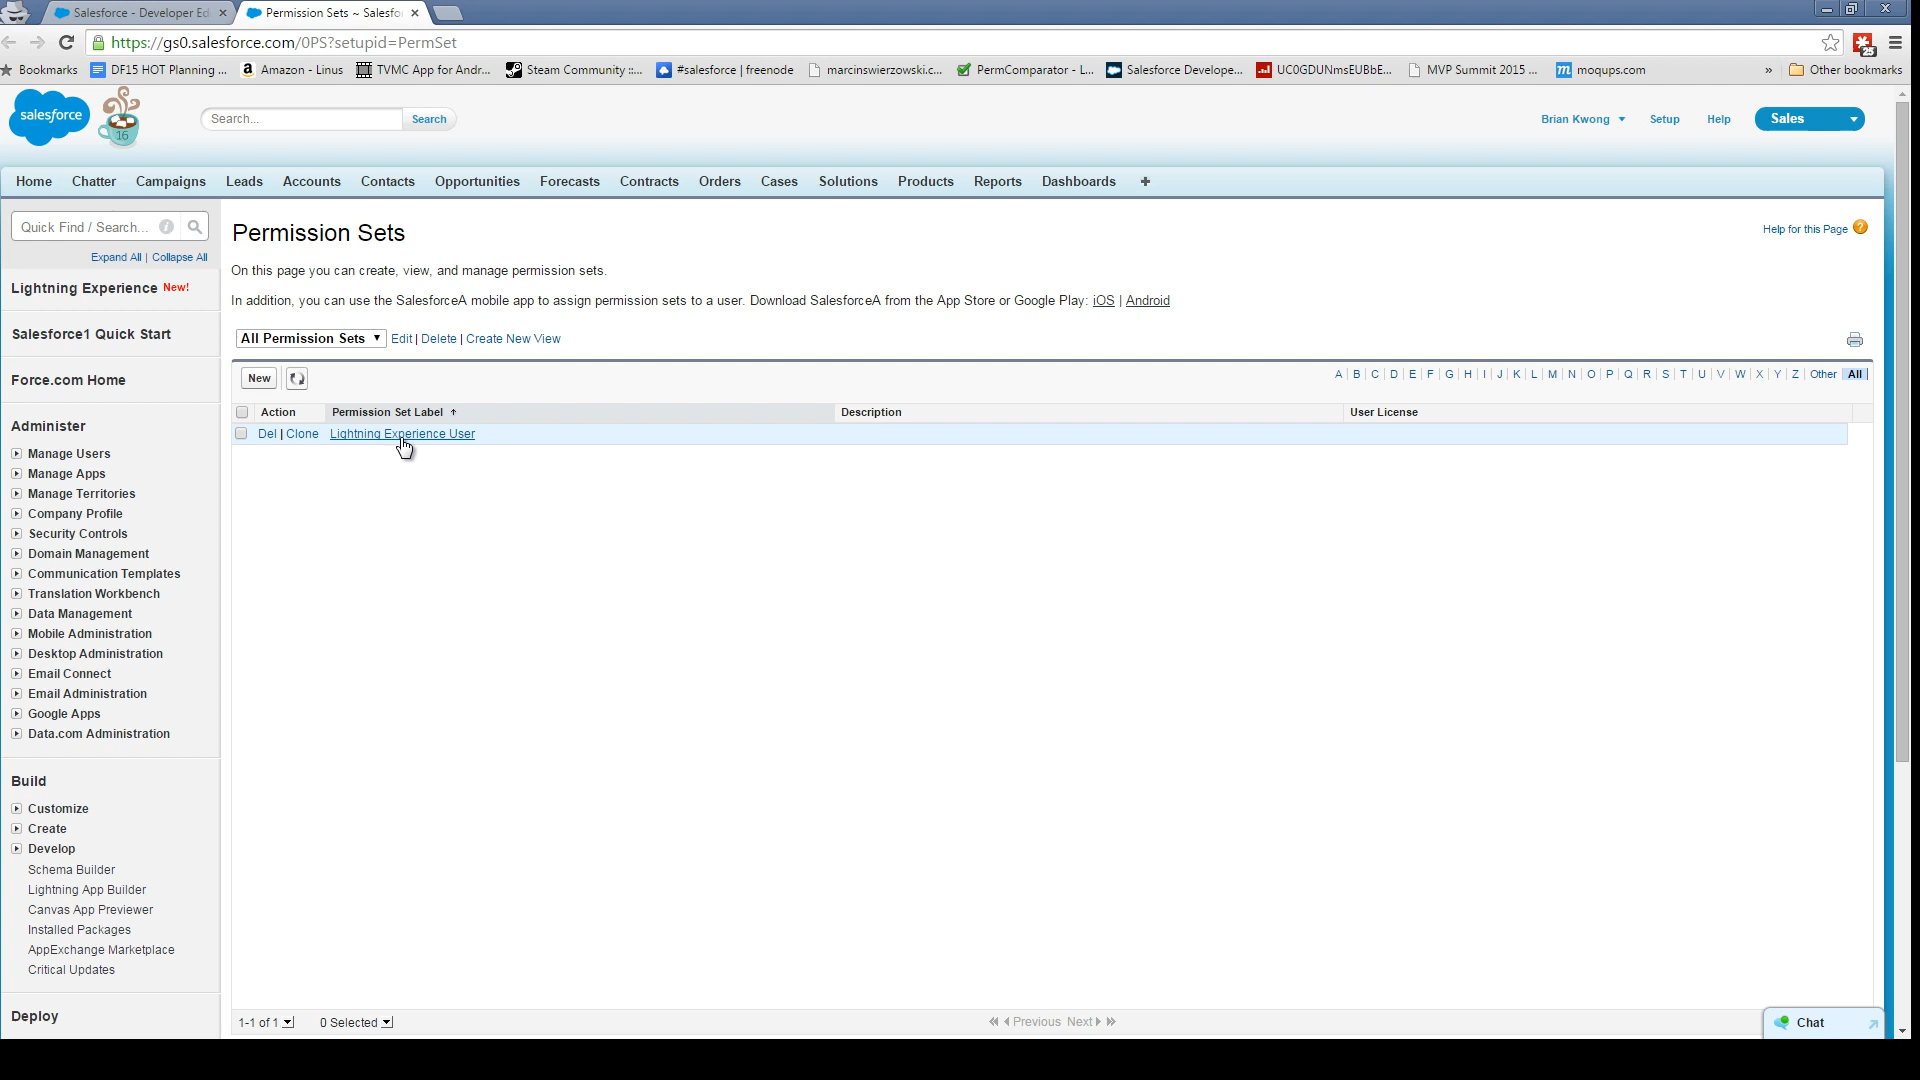 Salesforce - Developer Ed
Permission Sets ~ Salesfo
https://gs0.salesforce.com/0PS?setupid=PermSet
25
Bookmarks
DF15 HOT Planning ...
Amazon - Linus
TVMC App for Andr...
Steam Community ::...
#salesforce | freenode
marcinswierzowski.c...
PermComparator - L...
Salesforce Develope...
UC0GDUNmsEUBbE...
MVP Summit 2015 ...
moqups.com
»
Other bookmarks
salesforce
16
Search...
Search
Brian Kwong
Setup
Help
Sales
Home
Chatter
Campaigns
Leads
Accounts
Contacts
Opportunities
Forecasts
Contracts
Orders
Cases
Solutions
Products
Reports
Dashboards
+
Quick Find / Search...
Expand All | Collapse All
Lightning Experience New!
Salesforce1 Quick Start
Force.com Home
Administer
Manage Users
Manage Apps
Manage Territories
Company Profile
Security Controls
Domain Management
Communication Templates
Translation Workbench
Data Management
Mobile Administration
Desktop Administration
Email Connect
Email Administration
Google Apps
Data.com Administration
Build
Customize
Create
Develop
Schema Builder
Lightning App Builder
Canvas App Previewer
Installed Packages
AppExchange Marketplace
Critical Updates
Deploy
Permission Sets
Help for this Page
On this page you can create, view, and manage permission sets.
In addition, you can use the SalesforceA mobile app to assign permission sets to a user. Download SalesforceA from the App Store or Google Play: iOS | Android
All Permission Sets
Edit | Delete | Create New View
New
A | B | C | D | E | F | G | H | I | J | K | L | M | N | O | P | Q | R | S | T | U | V | W | X | Y | Z | Other | All |
Action
Permission Set Label
Description
User License
Del | Clone
Lightning Experience User
1-1 of 1
0 Selected
Previous Next
Chat